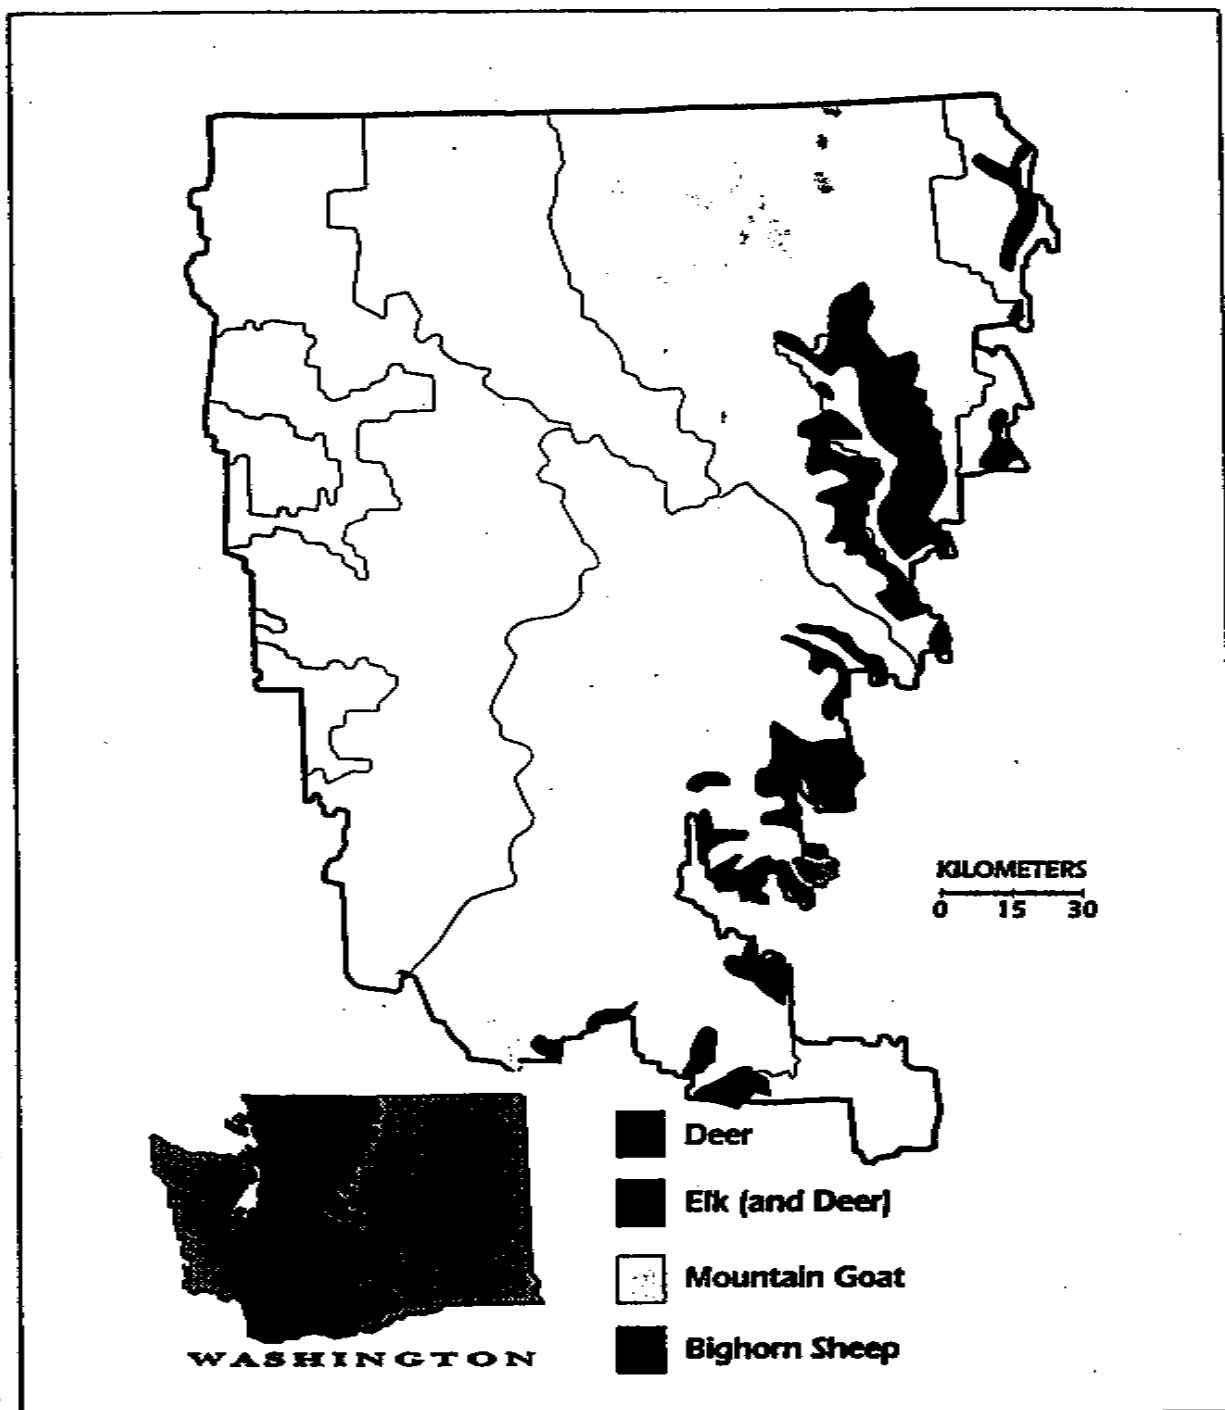 KILOMETERS
0 15 30
Deer
Elk (and Deer)
Mountain Goat
Bighorn Sheep
WASHINGTON